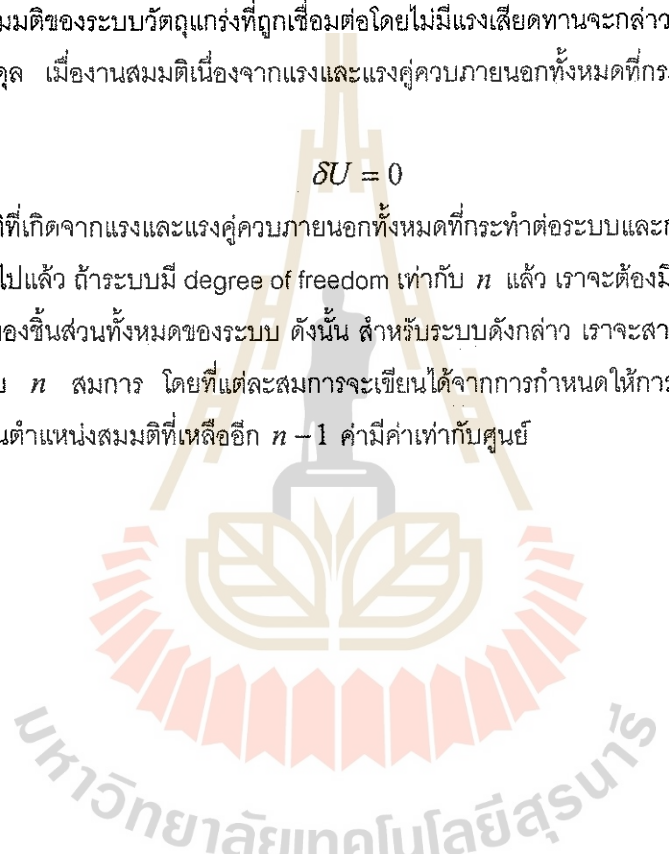 มมติของระบบวัตถุแกร่งที่ถูกเชื่อมต่อโดยไม่มีแรงเสียดทานจะกล่าว
ดุล เมื่องานสมมติเนื่องจากแรงและแรงคู่ควบภายนอกทั้งหมดที่กระ
δU = 0
ติที่เกิดจากแรงและแรงคู่ควบภายนอกทั้งหมดที่กระทำต่อระบบและก
ไปแล้ว ถ้าระบบมี degree of freedom เท่ากับ n แล้ว เราจะต้องมี
ของชิ้นส่วนทั้งหมดของระบบ ดังนั้น สำหรับระบบดังกล่าว เราจะสา
บ n สมการ โดยที่แต่ละสมการจะเขียนได้จากการกำหนดให้การ
นตำแหน่งสมมติที่เหลืออีก n – 1 ค่ามีค่าเท่ากับศูนย์
มหาวิทยาลัยเทคโนโลยีสุรนารี